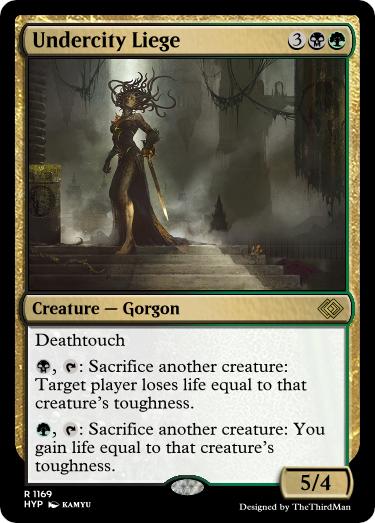 Undercity Liege 3
Creature — Gorgon
Deathtouch
, : Sacrifice another creature:
Target player loses life equal to that
creature's toughness.
, : Sacrifice another creature: You
gain life equal to that creature's
toughness.
5/4
R 1169
HYP KAMYU
Designed by TheThirdMan